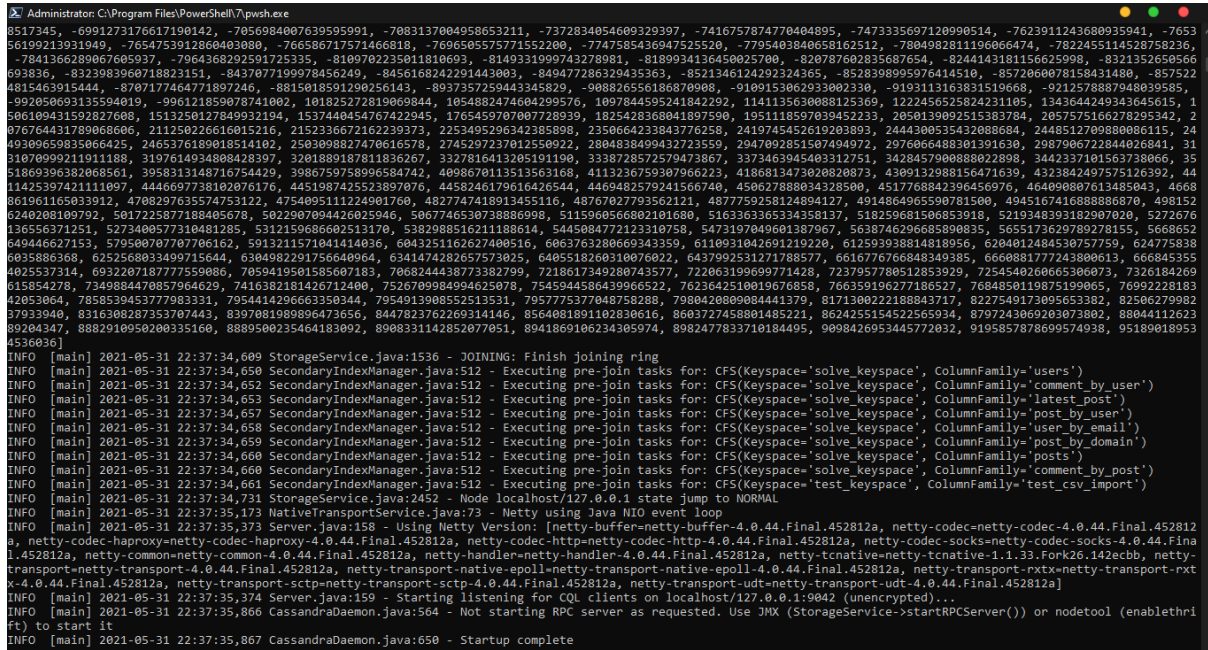 Administrator: C:\Program Files\PowerShell\7\pwsh.exe
8517345, -6991273176617190142, -7056984007639595991, -7083137004958653211, -7372834054609329397, -7416757874770404895, -7473335697120990514, -7623911243680935941, -7653
56199213931949, -7654753912860403080, -766586717571466818, -7696505575771552200, -7747585436947525520, -7795403840658162512, -7804982811196066474, -7822455114528758236,
-7841366289067605937, -7964368292591725335, -8109702235011810693, -8149331999743278981, -8189934136450025700, -820787602835687654, -8244143181156625998, -8321352650566
693836, -8323983960718823151, -8437077199978456249, -8456168242291443003, -849477286329435363, -8521346124292324365, -8528398995976414510, -8572060078158431480, -857522
4815463915444, -8707177464771897246, -8815018591290256143, -8937357259443345829, -908826556186870908, -9109153062933002330, -9193113163831519668, -9212578887948039585,
-992050693135594019, -996121859078741002, 101825272819069844, 1054882474604299576, 1109784459524184292, 1141135630088125369, 1222456525824231105, 1343644249343645615, 1
506109431592827608, 1513250127849932194, 1537440454767422945, 1765459707007728939, 1825428368041897590, 1951118597039452233, 2050139092515383784, 2057575166278295342, 2
076764431789068606, 211250226616015216, 2152336672162239373, 2253495296342385898, 2350664233843776258, 2419745452619203893, 2444300535432088684, 2448512709880086115, 24
49309659835066425, 2465376189018514102, 2503098827470616578, 2745297237012550922, 2804838499432723559, 2947092851507494972, 2976066488301391630, 2987906722844026841, 31
31070999211911188, 3197614934808428397, 3201889187811836267, 3327816413205191190, 3338728572579473867, 3373463945403312751, 3428457900888022898, 3442337101563738066, 35
51869396382068561, 3958313148716754429, 3986759758996584742, 4098670113513563168, 4113236759307966223, 4186813473020820873, 4309132988156471639, 4323842497575126392, 44
11425397421111097, 4446697738102076176, 4451987425523897076, 4458246179616426544, 4469482579241566740, 450627888034328500, 4517768842396456976, 464090807613485043, 4668
861961165033912, 4708297635574753122, 4754095111224901760, 482774741891345511​6, 48767027793562121, 4877759258124894127, 4914864965590781500, 4945167416888886870, 498152
6240208109792, 5017225877188405678, 5022907094426025946, 5067746530738886998, 5115960566802101680, 5163363365334358137, 518259681506853918, 5219348393182907020, 5272676
136556371251, 5273400577310481285, 5312159686602513170, 5382988516211188614, 544508472123310758, 5473197049601387967, 5638746296685890835, 5655173629789278155, 5668652
649446627153, 579500707707706162, 5913211571041414036, 6043251162627400516, 6063763280669343359, 6110931042691219220, 612593938814818956, 6204012484530757759, 624775838
6035886368, 6252568033499715644, 6304982291756640964, 6341474282657573025, 6405518260310076022, 6437992531271788577, 6616776766848349385, 6660881777243800613, 666845355
4025537314, 6932207187777559086, 7059419501585607183, 7068244438773382799, 7218617349280743577, 722063199699771428, 7237957780512853929, 7254540260665306073, 7326184269
615854278, 7349884470857964629, 7416382181426712400, 7526709984994625078, 7545944586439966522, 7623642510019676858, 766359196277186527, 7684850119875199065, 76992228183
42053064, 7858539453777983331, 7954414296663350344, 7954913908552513531, 7957775377048758288, 7980420809084441379, 8171300222188843717, 8227549173095653382, 82506279982
37933940, 8316308287353707443, 8397081989896473656, 8447823762269314146, 8564081891102830616, 8603727458801485221, 8624255154522565934, 8797243069203073802, 88044112623
89204347, 8882910950200335160, 8889500235464183092, 8908331142852077051, 8941869106234305974, 8982477833710184495, 9098426953445772032, 9195857878699574938, 95189018953
4536036]
INFO  [main] 2021-05-31 22:37:34,609 StorageService.java:1536 - JOINING: Finish joining ring
INFO  [main] 2021-05-31 22:37:34,650 SecondaryIndexManager.java:512 - Executing pre-join tasks for: CFS(Keyspace='solve_keyspace', ColumnFamily='users')
INFO  [main] 2021-05-31 22:37:34,652 SecondaryIndexManager.java:512 - Executing pre-join tasks for: CFS(Keyspace='solve_keyspace', ColumnFamily='comment_by_user')
INFO  [main] 2021-05-31 22:37:34,653 SecondaryIndexManager.java:512 - Executing pre-join tasks for: CFS(Keyspace='solve_keyspace', ColumnFamily='latest_post')
INFO  [main] 2021-05-31 22:37:34,657 SecondaryIndexManager.java:512 - Executing pre-join tasks for: CFS(Keyspace='solve_keyspace', ColumnFamily='post_by_user')
INFO  [main] 2021-05-31 22:37:34,658 SecondaryIndexManager.java:512 - Executing pre-join tasks for: CFS(Keyspace='solve_keyspace', ColumnFamily='user_by_email')
INFO  [main] 2021-05-31 22:37:34,659 SecondaryIndexManager.java:512 - Executing pre-join tasks for: CFS(Keyspace='solve_keyspace', ColumnFamily='post_by_domain')
INFO  [main] 2021-05-31 22:37:34,660 SecondaryIndexManager.java:512 - Executing pre-join tasks for: CFS(Keyspace='solve_keyspace', ColumnFamily='posts')
INFO  [main] 2021-05-31 22:37:34,660 SecondaryIndexManager.java:512 - Executing pre-join tasks for: CFS(Keyspace='solve_keyspace', ColumnFamily='comment_by_post')
INFO  [main] 2021-05-31 22:37:34,661 SecondaryIndexManager.java:512 - Executing pre-join tasks for: CFS(Keyspace='test_keyspace', ColumnFamily='test_csv_import')
INFO  [main] 2021-05-31 22:37:34,731 StorageService.java:2452 - Node localhost/127.0.0.1 state jump to NORMAL
INFO  [main] 2021-05-31 22:37:35,173 NativeTransportService.java:73 - Netty using Java NIO event loop
INFO  [main] 2021-05-31 22:37:35,373 Server.java:158 - Using Netty Version: [netty-buffer=netty-buffer-4.0.44.Final.452812a, netty-codec=netty-codec-4.0.44.Final.452812
a, netty-codec-haproxy=netty-codec-haproxy-4.0.44.Final.452812a, netty-codec-http=netty-codec-http-4.0.44.Final.452812a, netty-codec-socks=netty-codec-socks-4.0.44.Fina
l.452812a, netty-common=netty-common-4.0.44.Final.452812a, netty-handler=netty-handler-4.0.44.Final.452812a, netty-tcnative=netty-tcnative-1.1.33.Fork26.142ecbb, netty-
transport=netty-transport-4.0.44.Final.452812a, netty-transport-native-epoll=netty-transport-native-epoll-4.0.44.Final.452812a, netty-transport-rxtx=netty-transport-rxt
x-4.0.44.Final.452812a, netty-transport-sctp=netty-transport-sctp-4.0.44.Final.452812a, netty-transport-udt=netty-transport-udt-4.0.44.Final.452812a]
INFO  [main] 2021-05-31 22:37:35,374 Server.java:159 - Starting listening for CQL clients on localhost/127.0.0.1:9042 (unencrypted)...
INFO  [main] 2021-05-31 22:37:35,866 CassandraDaemon.java:564 - Not starting RPC server as requested. Use JMX (StorageService->startRPCServer()) or nodetool (enablethri
ft) to start it
INFO  [main] 2021-05-31 22:37:35,867 CassandraDaemon.java:650 - Startup complete